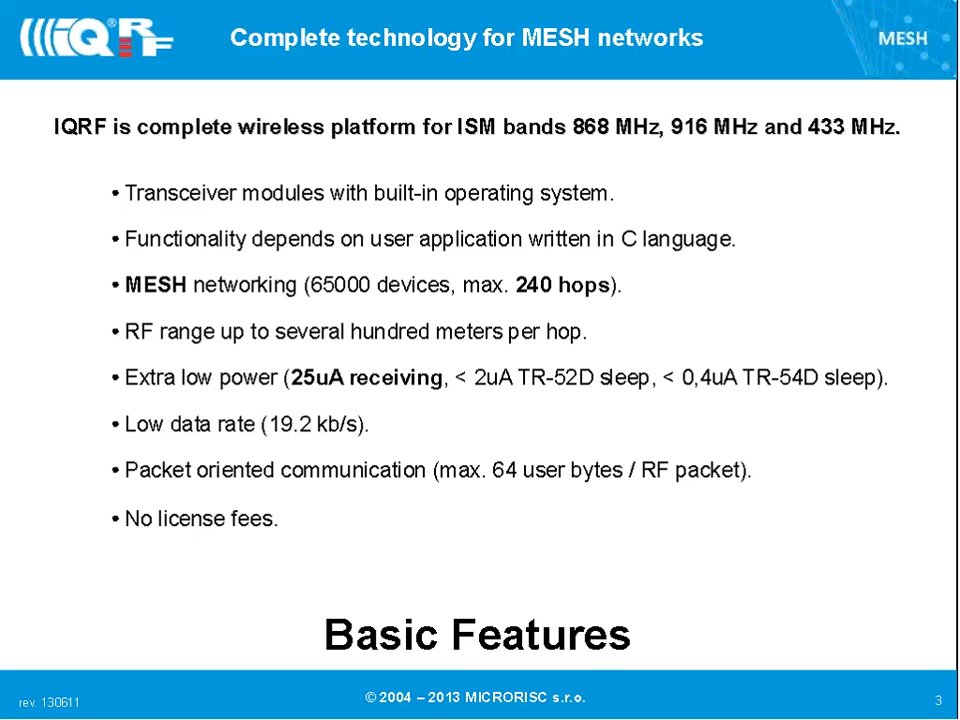 IQRF®
Complete technology for MESH networks
MESH
IQRF is complete wireless platform for ISM bands 868 MHz, 916 MHz and 433 MHz.
• Transceiver modules with built-in operating system.
• Functionality depends on user application written in C language.
• MESH networking (65000 devices, max. 240 hops).
• RF range up to several hundred meters per hop.
• Extra low power (25uA receiving, < 2uA TR-52D sleep, < 0,4uA TR-54D sleep).
• Low data rate (19.2 kb/s).
• Packet oriented communication (max. 64 user bytes / RF packet).
• No license fees.
Basic Features
rev. 130611
© 2004 – 2013 MICRORISC s.r.o.
3